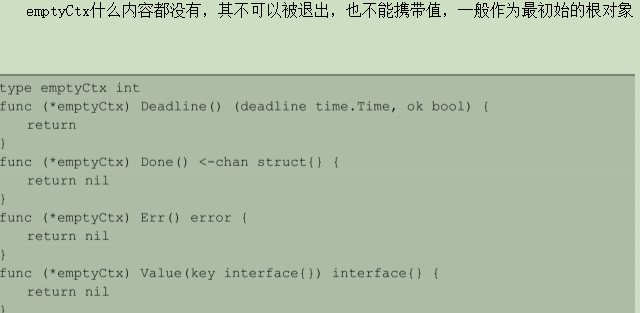 emptyCtx什么内容都没有，其不可以被退出，也不能携带值，一般作为最初始的根对象
type emptyCtx int
func (*emptyCtx) Deadline() (deadline time.Time, ok bool) {
    return
}
func (*emptyCtx) Done() <-chan struct{} {
    return nil
}
func (*emptyCtx) Err() error {
    return nil
}
func (*emptyCtx) Value(key interface{}) interface{} {
    return nil
}